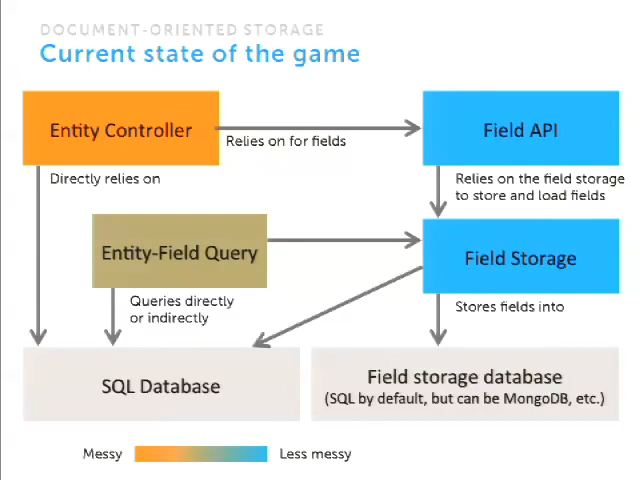 DOCUMENT-ORIENTED STORAGE
Current state of the game
Entity Controller
Relies on for fields
Field API
Directly relies on
Relies on the field storage
to store and load fields
Entity-Field Query
Field Storage
Queries directly
or indirectly
Stores fields into
SQL Database
Field storage database
(SQL by default, but can be MongoDB, etc.)
Messy
Less messy